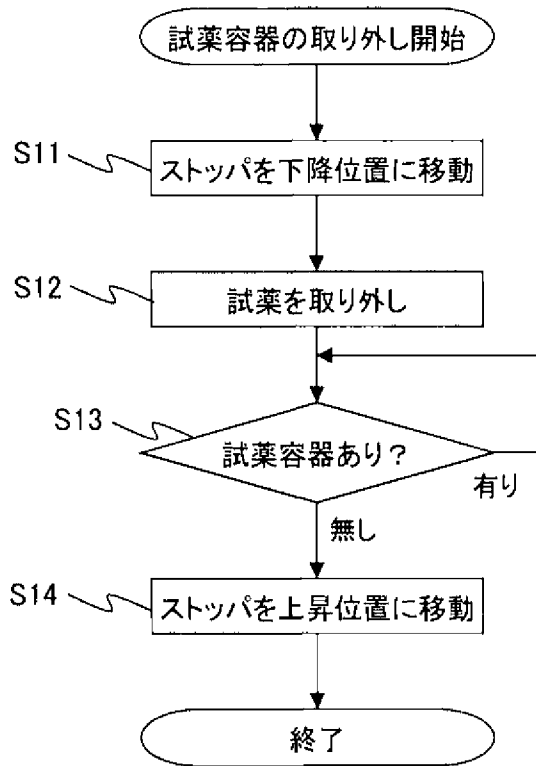 試薬容器の取り外し開始
S11
ストッパを下降位置に移動
S12
試薬を取り外し
S13
試薬容器あり？
有り
無し
S14
ストッパを上昇位置に移動
終了